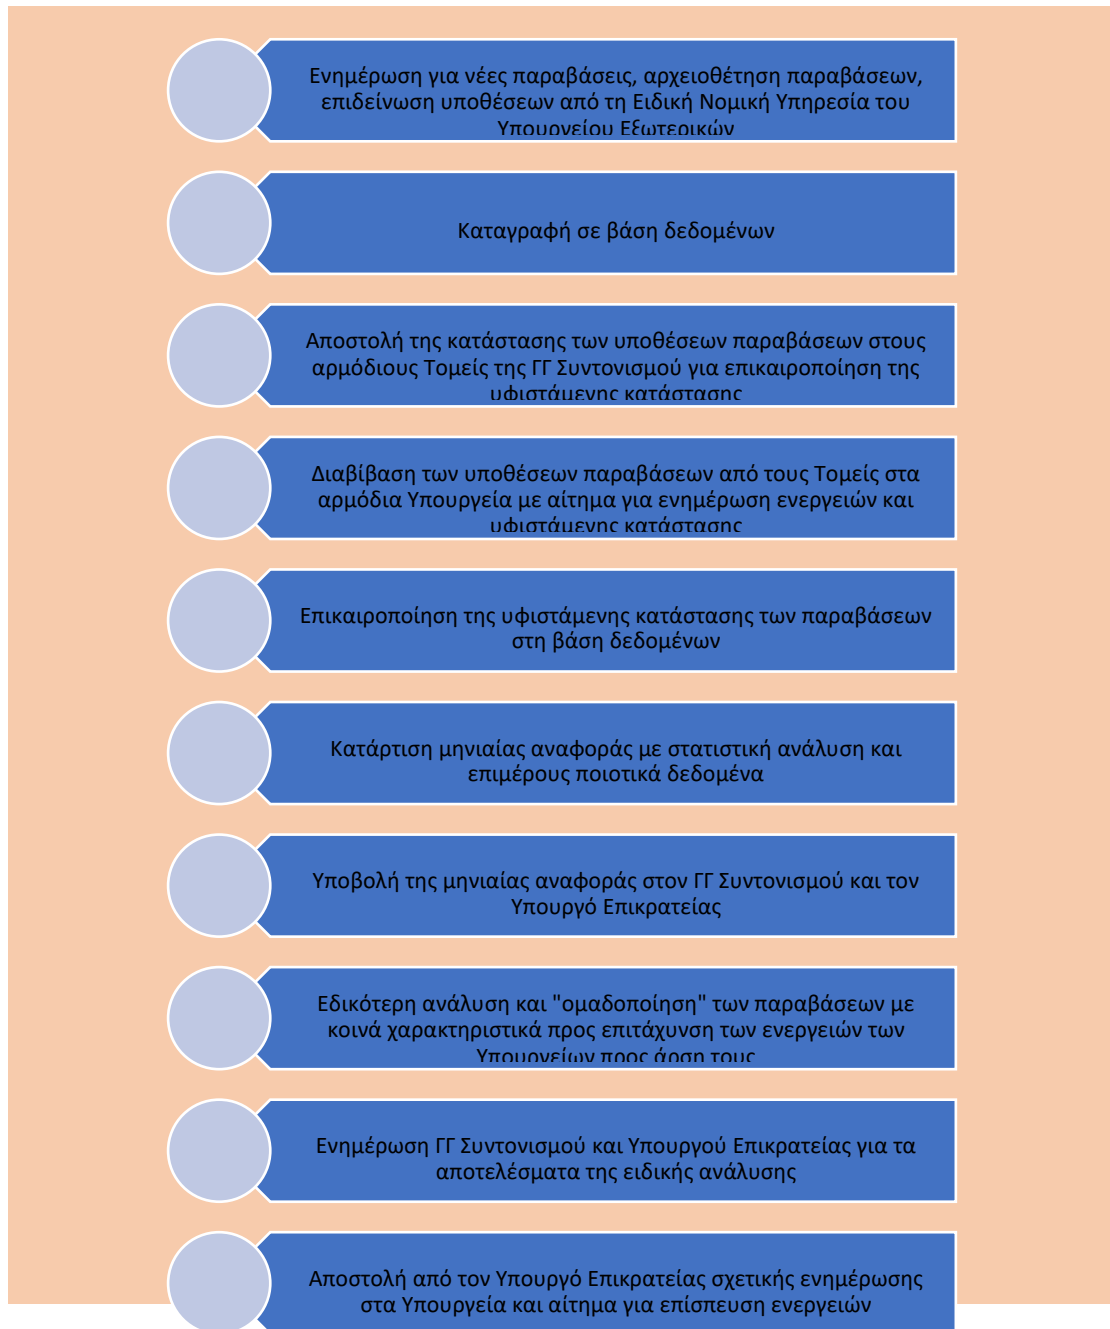 Ενημέρωση για νέες παραβάσεις, αρχειοθέτηση παραβάσεων,
επιδείνωση υποθέσεων από τη Ειδική Νομική Υπηρεσία του
Υπουργείου Εξωτερικών
Καταγραφή σε βάση δεδομένων
Αποστολή της κατάστασης των υποθέσεων παραβάσεων στους
αρμόδιους Τομείς της ΓΓ Συντονισμού για επικαιροποίηση της
υφιστάμενης κατάστασης
Διαβίβαση των υποθέσεων παραβάσεων από τους Τομείς στα
αρμόδια Υπουργεία με αίτημα για ενημέρωση ενεργειών και
υφιστάμενης κατάστασης
Επικαιροποίηση της υφιστάμενης κατάστασης των παραβάσεων
στη βάση δεδομένων
Κατάρτιση μηνιαίας αναφοράς με στατιστική ανάλυση και
επιμέρους ποιοτικά δεδομένα
Υποβολή της μηνιαίας αναφοράς στον ΓΓ Συντονισμού και τον
Υπουργό Επικρατείας
Εδικότερη ανάλυση και "ομαδοποίηση" των παραβάσεων με
κοινά χαρακτηριστικά προς επιτάχυνση των ενεργειών των
Υπουργείων προς άρση τους
Ενημέρωση ΓΓ Συντονισμού και Υπουργού Επικρατείας για τα
αποτελέσματα της ειδικής ανάλυσης
Αποστολή από τον Υπουργό Επικρατείας σχετικής ενημέρωσης
στα Υπουργεία και αίτημα για επίσπευση ενεργειών